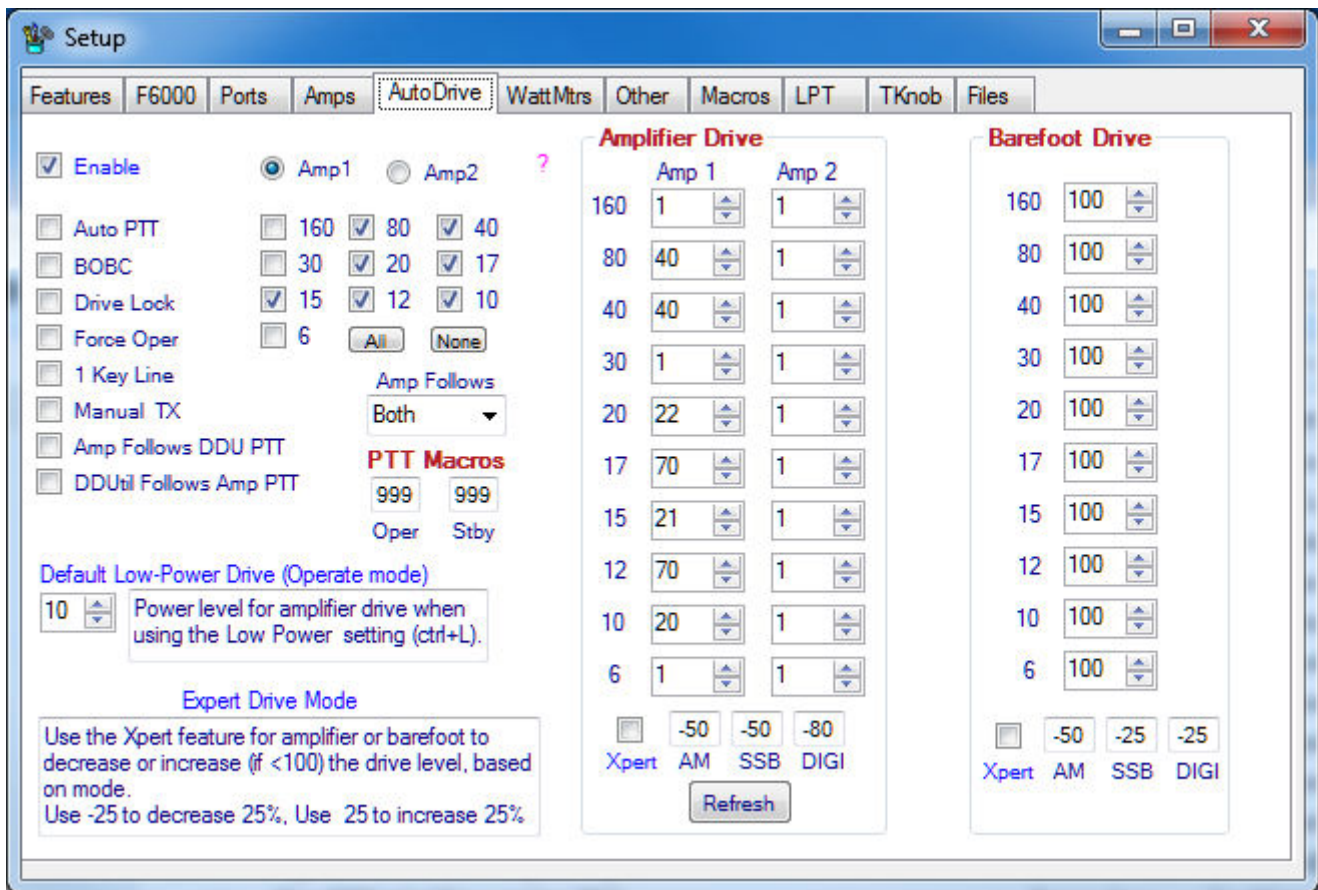 Setup
Features F6000 Ports Amps AutoDrive WattMtrs Other Macros LPT TKnob Files
Enable Amp1 Amp2 ?
Auto PTT 160 80 40
BOBC 30 20 17
Drive Lock 15 12 10
Force Oper 6 All None
1 Key Line
Manual TX
Amp Follows DDU PTT
DDUtil Follows Amp PTT
Amp Follows
Both
PTT Macros
999 999
Oper Stby
Default Low-Power Drive (Operate mode)
10
Power level for amplifier drive when
using the Low Power setting (ctrl+L).
Expert Drive Mode
Use the Xpert feature for amplifier or barefoot to
decrease or increase (if <100) the drive level, based
on mode.
Use -25 to decrease 25%, Use 25 to increase 25%
Amplifier Drive
Amp 1 Amp 2
160 1 1
80 40 1
40 40 1
30 1 1
20 22 1
17 70 1
15 21 1
12 70 1
10 20 1
6 1 1
-50 -50 -80
Xpert AM SSB DIGI
Refresh
Barefoot Drive
160 100
80 100
40 100
30 100
20 100
17 100
15 100
12 100
10 100
6 100
-50 -25 -25
Xpert AM SSB DIGI